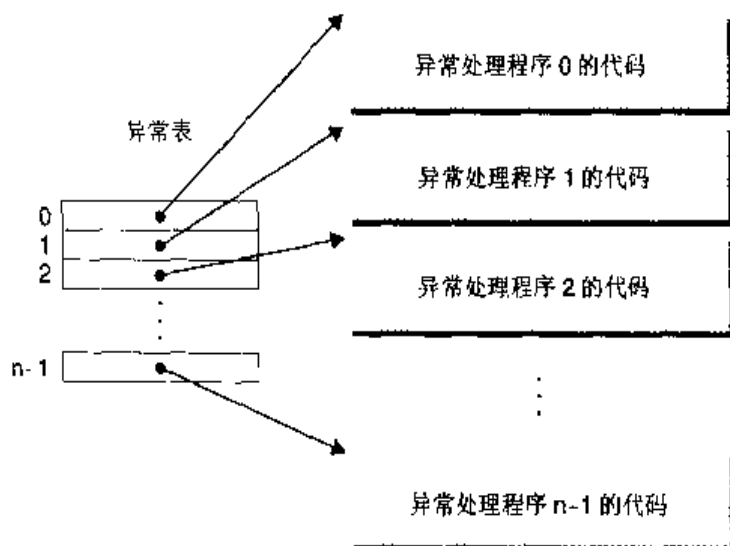 异常处理程序 0 的代码
异常表
异常处理程序 1 的代码
0
1
2
异常处理程序 2 的代码
n-1
异常处理程序 n-1 的代码